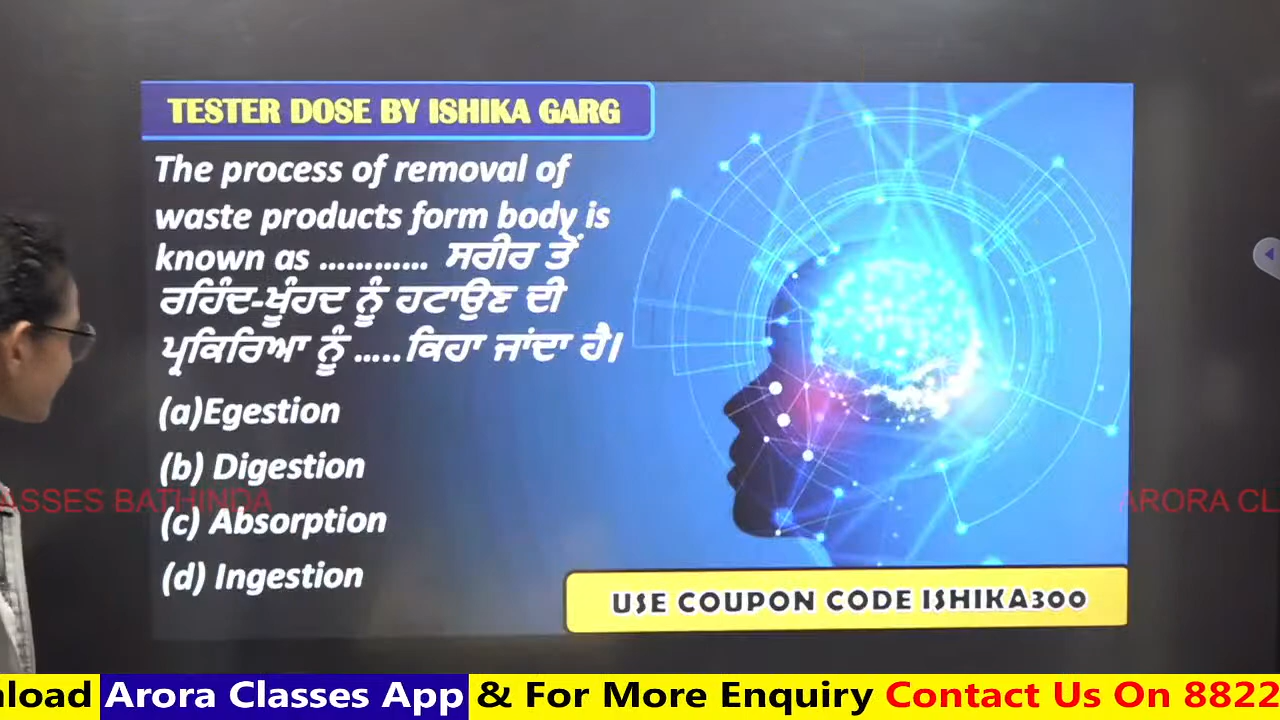 TESTER DOSE BY ISHIKA GARG
The process of removal of
waste products form body is
known as ............ ਸਰੀਰ ਤੋਂ
ਰਹਿੰਦ-ਖੂੰਹਦ ਨੂੰ ਹਟਾਉਣ ਦੀ
ਪ੍ਰਕਿਰਿਆ ਨੂੰ .....ਕਿਹਾ ਜਾਂਦਾ ਹੈ।
(a)Egestion
(b) Digestion
ASSES BATHINDA
ARORA CL
(c) Absorption
(d) Ingestion
USE COUPON CODE ISHIKA300
nload Arora Classes App & For More Enquiry Contact Us On 8822